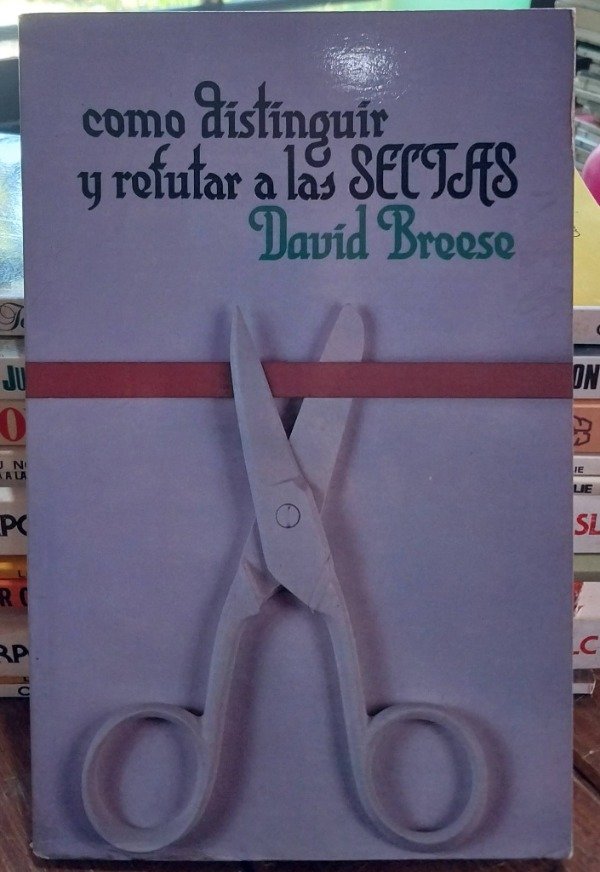 como distinguir
y refutar a las SECTAS
David Breese